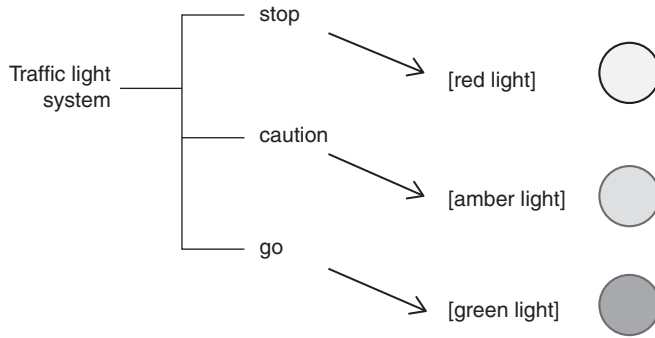 stop
Traffic light
system
[red light]
caution
[amber light]
go
[green light]